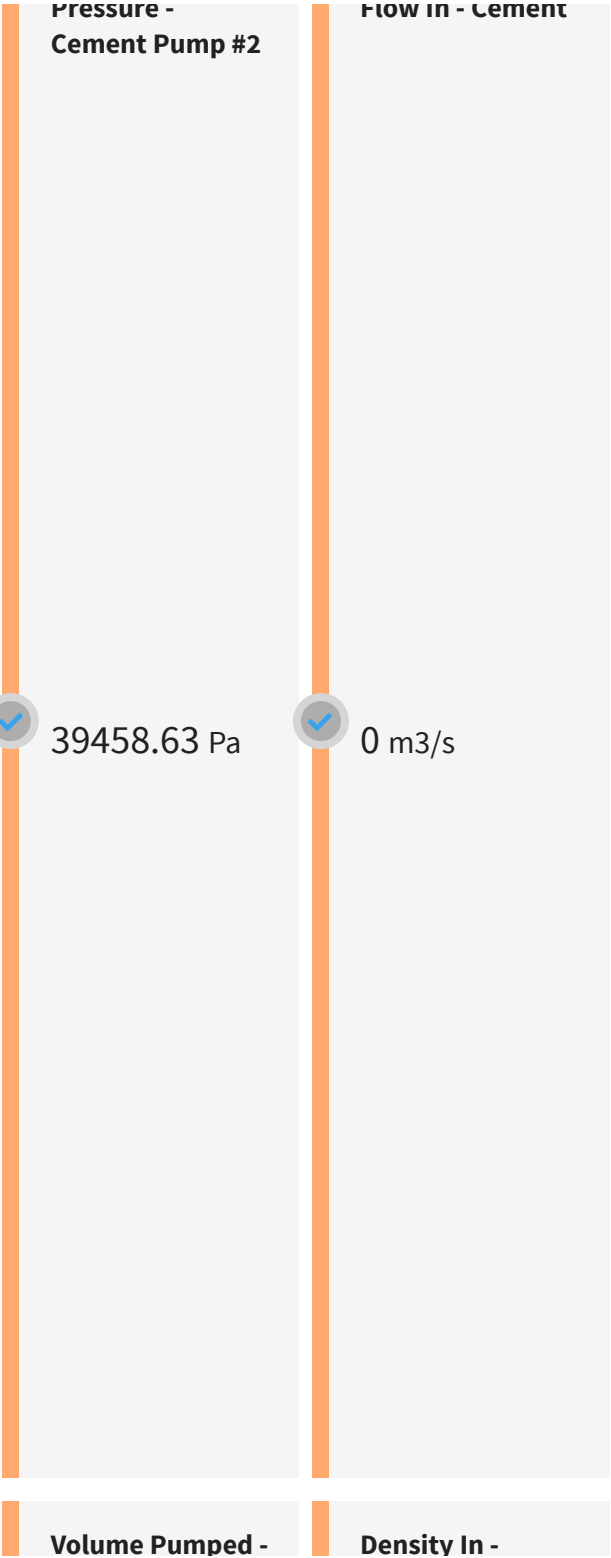 Pressure -
Cement Pump #2
39458.63 Pa
Flow In - Cement
0 m3/s
Volume Pumped -
Density In -